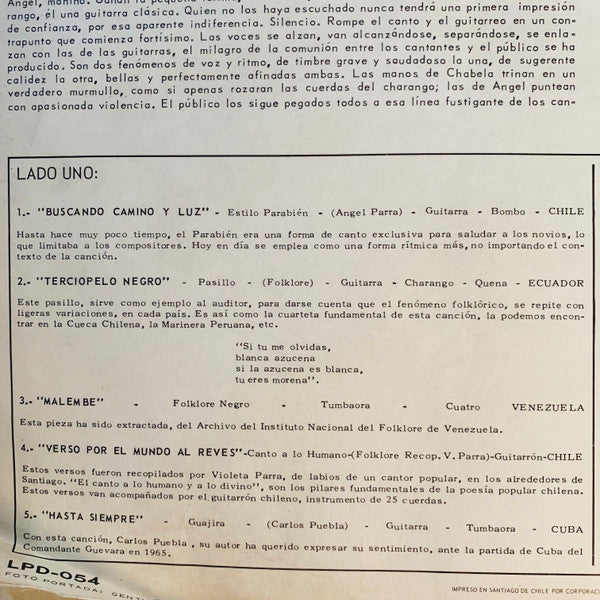 Angel, mohíno. Ganan la pequeña
rango, él una guitarra clásica. Quien no los haya escuchado nunca tendrá una primera impresión
de confianza, por esa aparente indiferencia. Silencio. Rompe el canto y el guitarreo en un con-
trapunto que comienza fortísimo. Las voces se alzan, van alcanzándose, separándose, se enla-
zan con las de las guitarras, el milagro de la comunión entre los cantantes y el público se ha
producido. Son dos fenómenos de voz y ritmo, de timbre grave y saudadoso la una, de sugerente
calidez la otra, bellas y perfectamente afinadas ambas. Las manos de Chabela trinan en un
verdadero murmullo, como si apenas rozaran las cuerdas del charango; las de Angel puntean
con apasionada violencia. El público los sigue pegados todos a esa línea fustigante de los can-
LADO UNO:
1.- "BUSCANDO CAMINO Y LUZ" - Estilo Parabién - (Angel Parra) - Guitarra - Bombo - CHILE
Hasta hace muy poco tiempo, el Parabién era una forma de canto exclusiva para saludar a los novios, lo
que limitaba a los compositores. Hoy en día se emplea como una forma rítmica más, no importando el con-
texto de la canción.
2.- "TERCIOPELO NEGRO" - Pasillo - (Folklore) - Guitarra - Charango - Quena - ECUADOR
Este pasillo, sirve como ejemplo al auditor, para darse cuenta que el fenómeno folklórico, se repite con
ligeras variaciones, en cada país. Es así como la cuarteta fundamental de esta canción, la podemos encon-
trar en la Cueca Chilena, la Marinera Peruana, etc.
"Si tu me olvidas,
blanca azucena
si la azucena es blanca,
tu eres morena".
3.- "MALEMBE" - Folklore Negro - Tumbaora - Cuatro VENEZUELA
Esta pieza ha sido extractada, del Archivo del Instituto Nacional del Folklore de Venezuela.
4.- "VERSO POR EL MUNDO AL REVES"-Canto a lo Humano-(Folklore Recop. V. Parra)-Guitarrón-CHILE
Estos versos fueron recopilados por Violeta Parra, de labios de un cantor popular, en los alrededores de
Santiago. "El canto a lo humano y a lo divino", son los pilares fundamentales de la poesía popular chilena.
Estos versos van acompañados por el guitarrón chileno, instrumento de 25 cuerdas.
5.- "HASTA SIEMPRE" - Guajira - (Carlos Puebla) - Guitarra - Tumbaora - CUBA
Con esta canción, Carlos Puebla , su autor ha querido expresar su sentimiento, ante la partida de Cuba del
Comandante Guevara en 1965.
LPD-054
FOTO PORTADA: GENTI
IMPRESO EN SANTIAGO DE CHILE POR CORPORACI